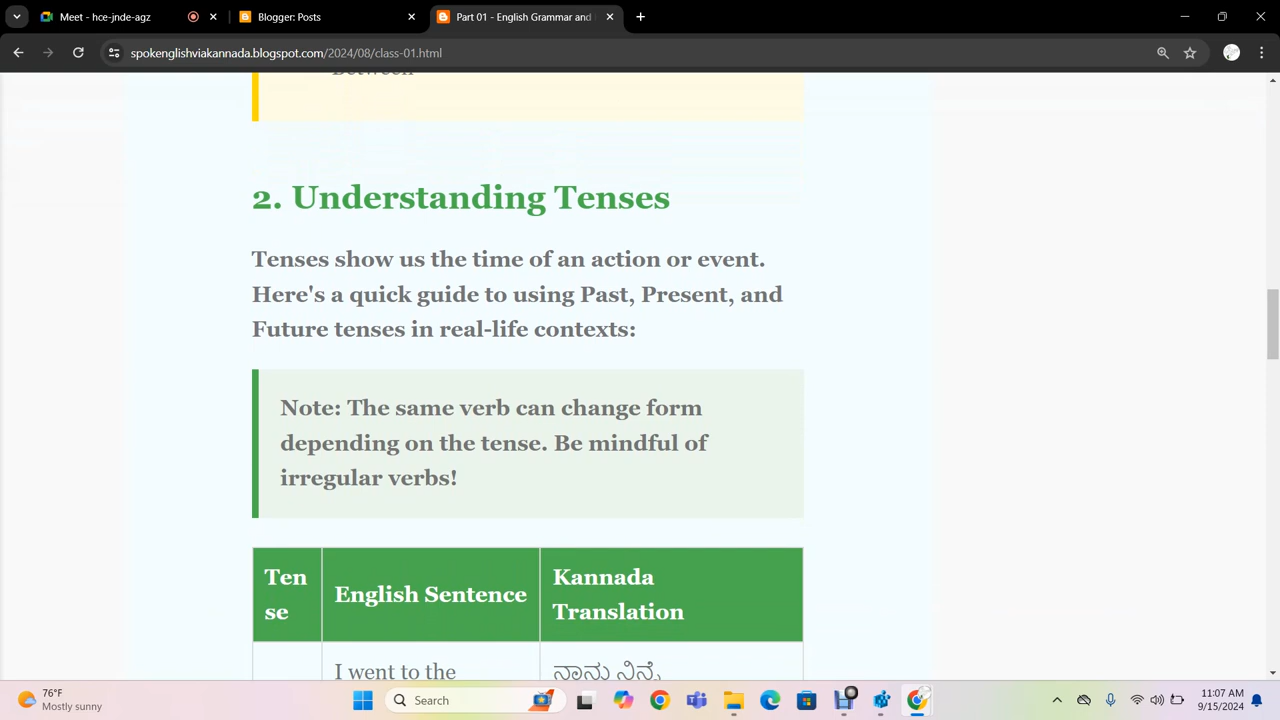 Meet - hce-jnde-agz
Blogger: Posts
Part 01 - English Grammar and
spokenglishviakannada.blogspot.com/2024/08/class-01.html
Between
2. Understanding Tenses
Tenses show us the time of an action or event.
Here's a quick guide to using Past, Present, and
Future tenses in real-life contexts:
Note: The same verb can change form
depending on the tense. Be mindful of
irregular verbs!
Ten
se
English Sentence
Kannada
Translation
I went to the
ನಾನು ನಿನ್ನೆ
76°F
Mostly sunny
Search
11:07 AM
9/15/2024